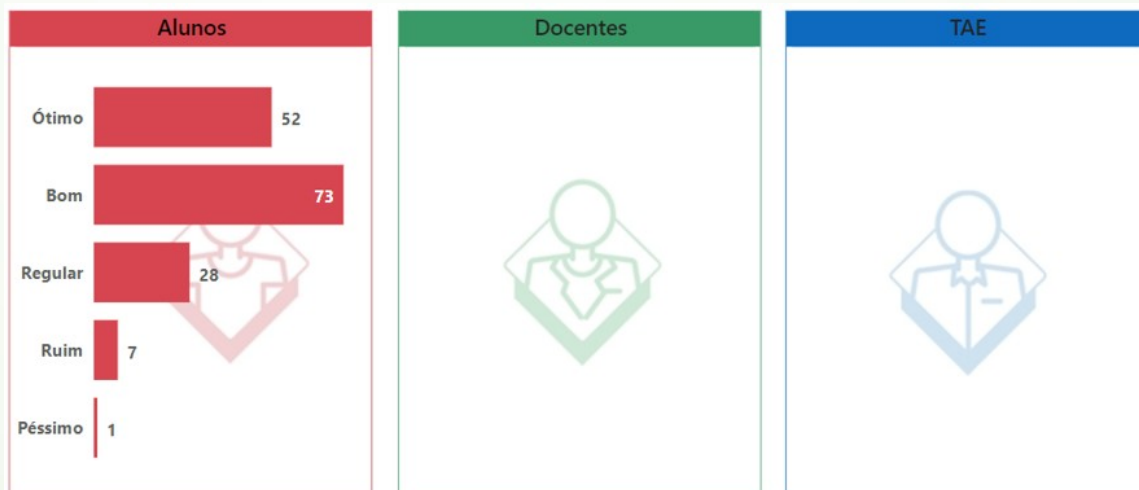 Alunos
Docentes
TAE
Ótimo 52
Bom 73
Regular 28
Ruim 7
Péssimo 1